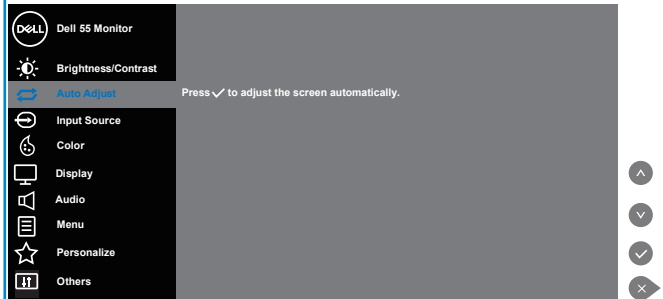 DELL
Dell 55 Monitor
Brightness/Contrast
Auto Adjust
Press ✓ to adjust the screen automatically.
Input Source
Color
Display
Audio
Menu
Personalize
Others